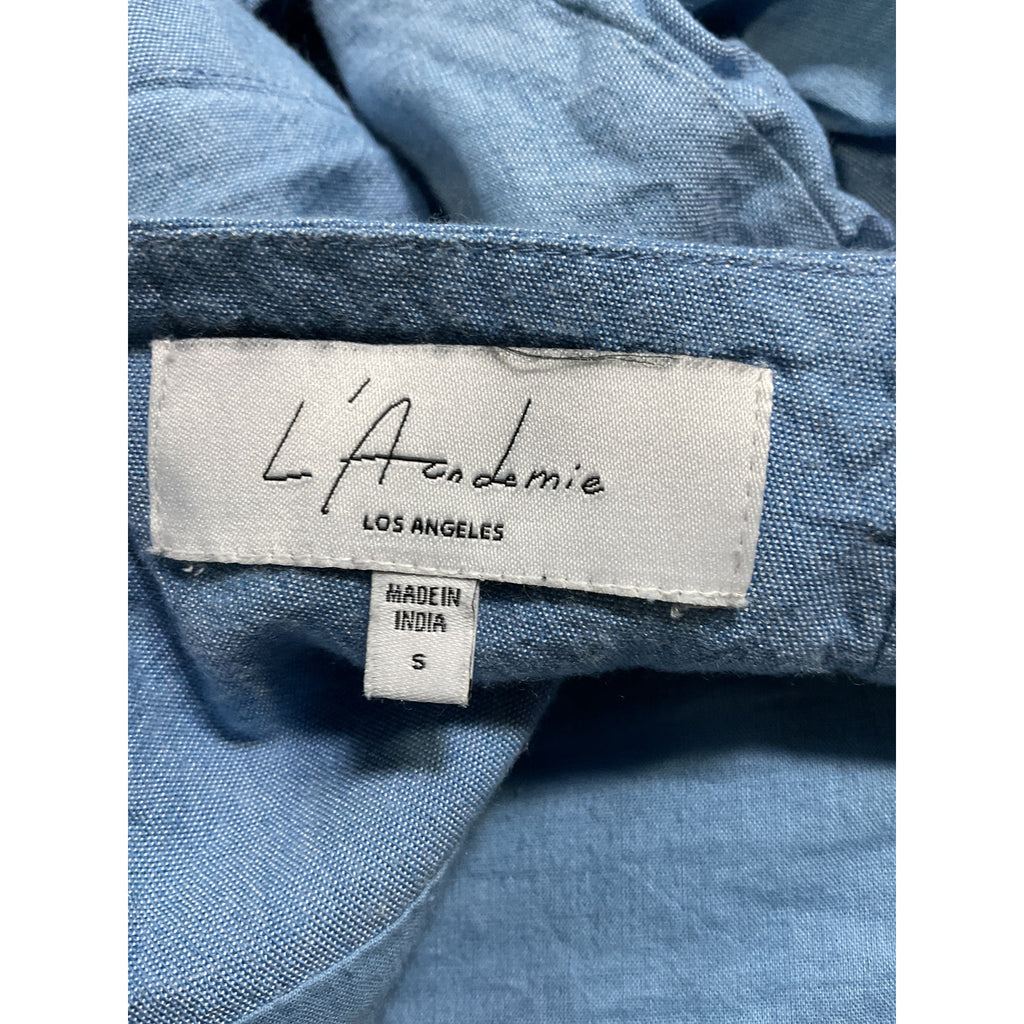 L'Academie
LOS ANGELES
MADE IN
INDIA
S